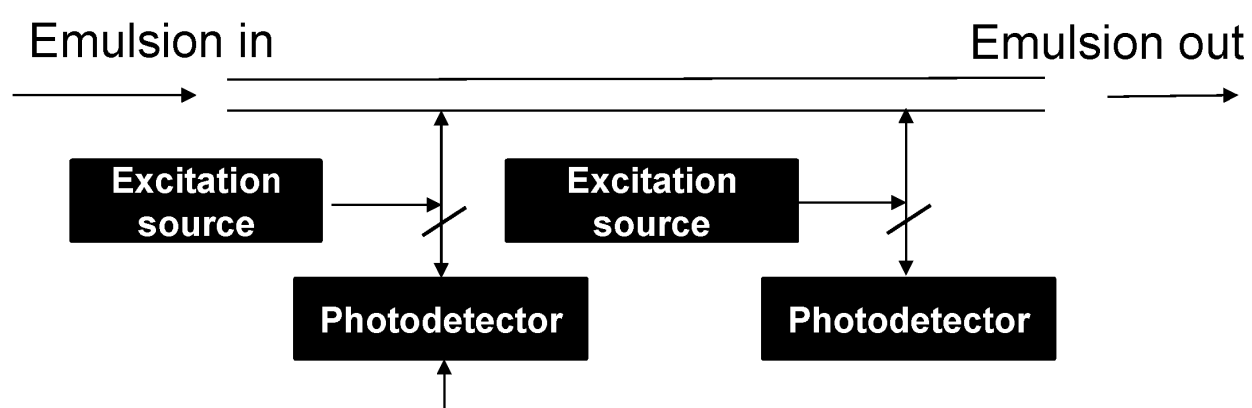 Emulsion in
Emulsion out
Excitation
source
Excitation
source
Photodetector
Photodetector